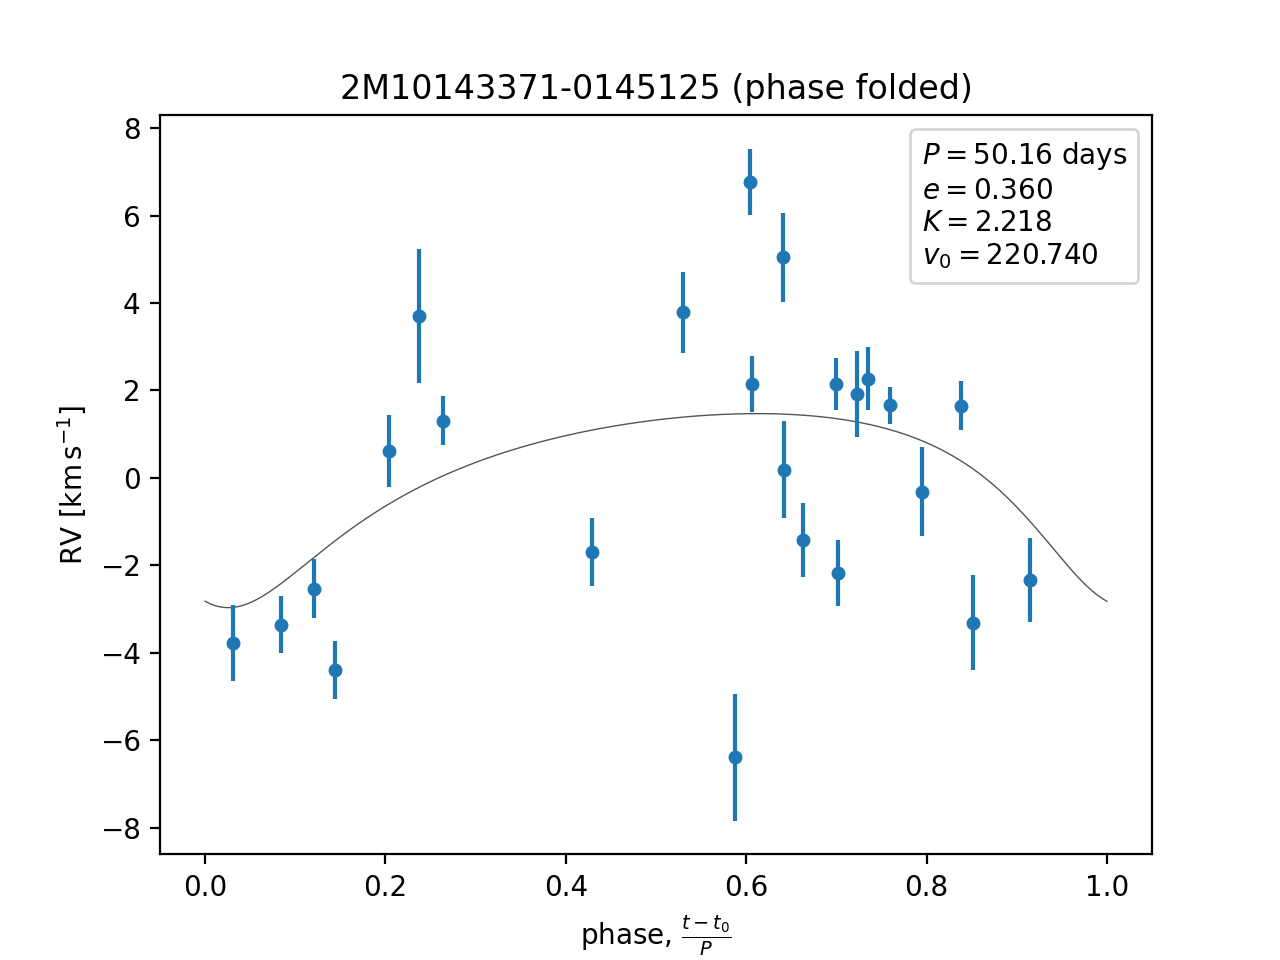 2M10143371-0145125 (phase folded)
P = 50.16 days
e = 0.360
K = 2.218
v₀ = 220.740
8
6
4
2
0
−2
−4
−6
−8
RV [km s⁻¹]
0.0 0.2 0.4 0.6 0.8 1.0
phase, (t − t₀)/P